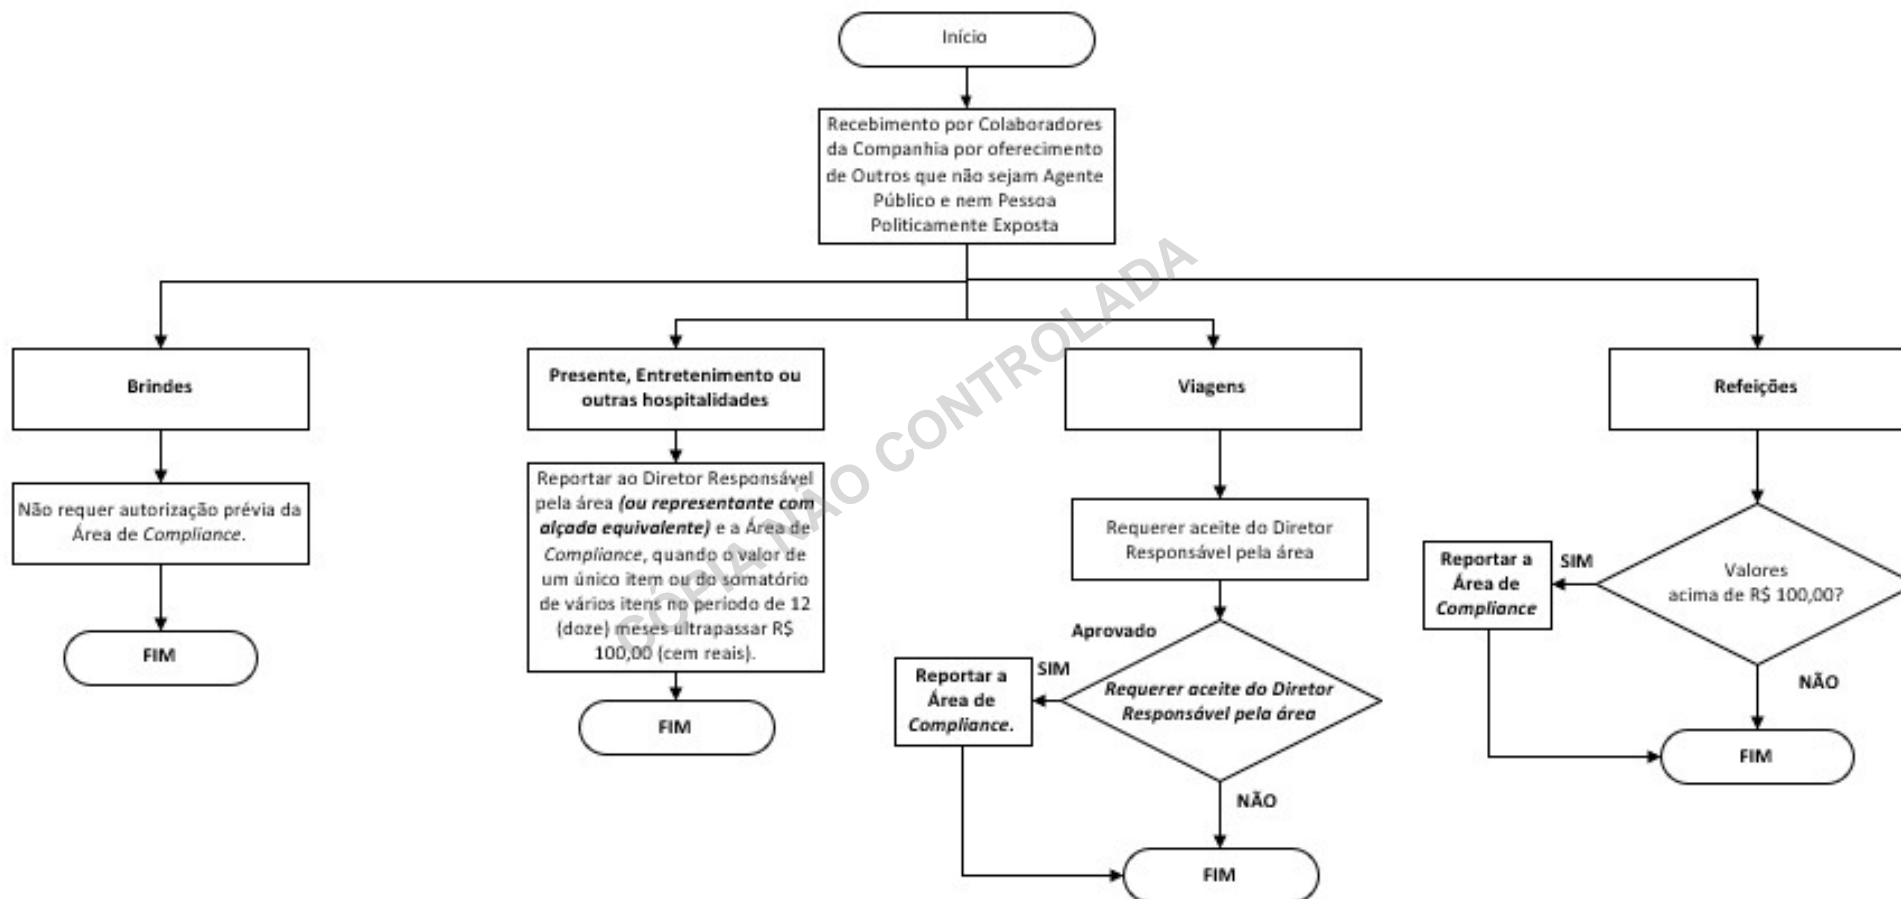 Início
Recebimento por Colaboradores
da Companhia por oferecimento
de Outros que não sejam Agente
Público e nem Pessoa
Politicamente Exposta
Brindes
Não requer autorização prévia da
Área de Compliance.
FIM
Presente, Entretenimento ou
outras hospitalidades
Reportar ao Diretor Responsável
pela área (ou representante com
alçada equivalente) e a Área de
Compliance, quando o valor de
um único item ou do somatório
de vários itens no período de 12
(doze) meses ultrapassar R$
100,00 (cem reais).
FIM
Viagens
Requerer aceite do Diretor
Responsável pela área
Aprovado
SIM
Requerer aceite do Diretor
Responsável pela área
Reportar a
Área de
Compliance.
NÃO
FIM
Refeições
Valores
acima de R$ 100,00?
SIM
Reportar a
Área de
Compliance
NÃO
FIM
CÓPIA NÃO CONTROLADA